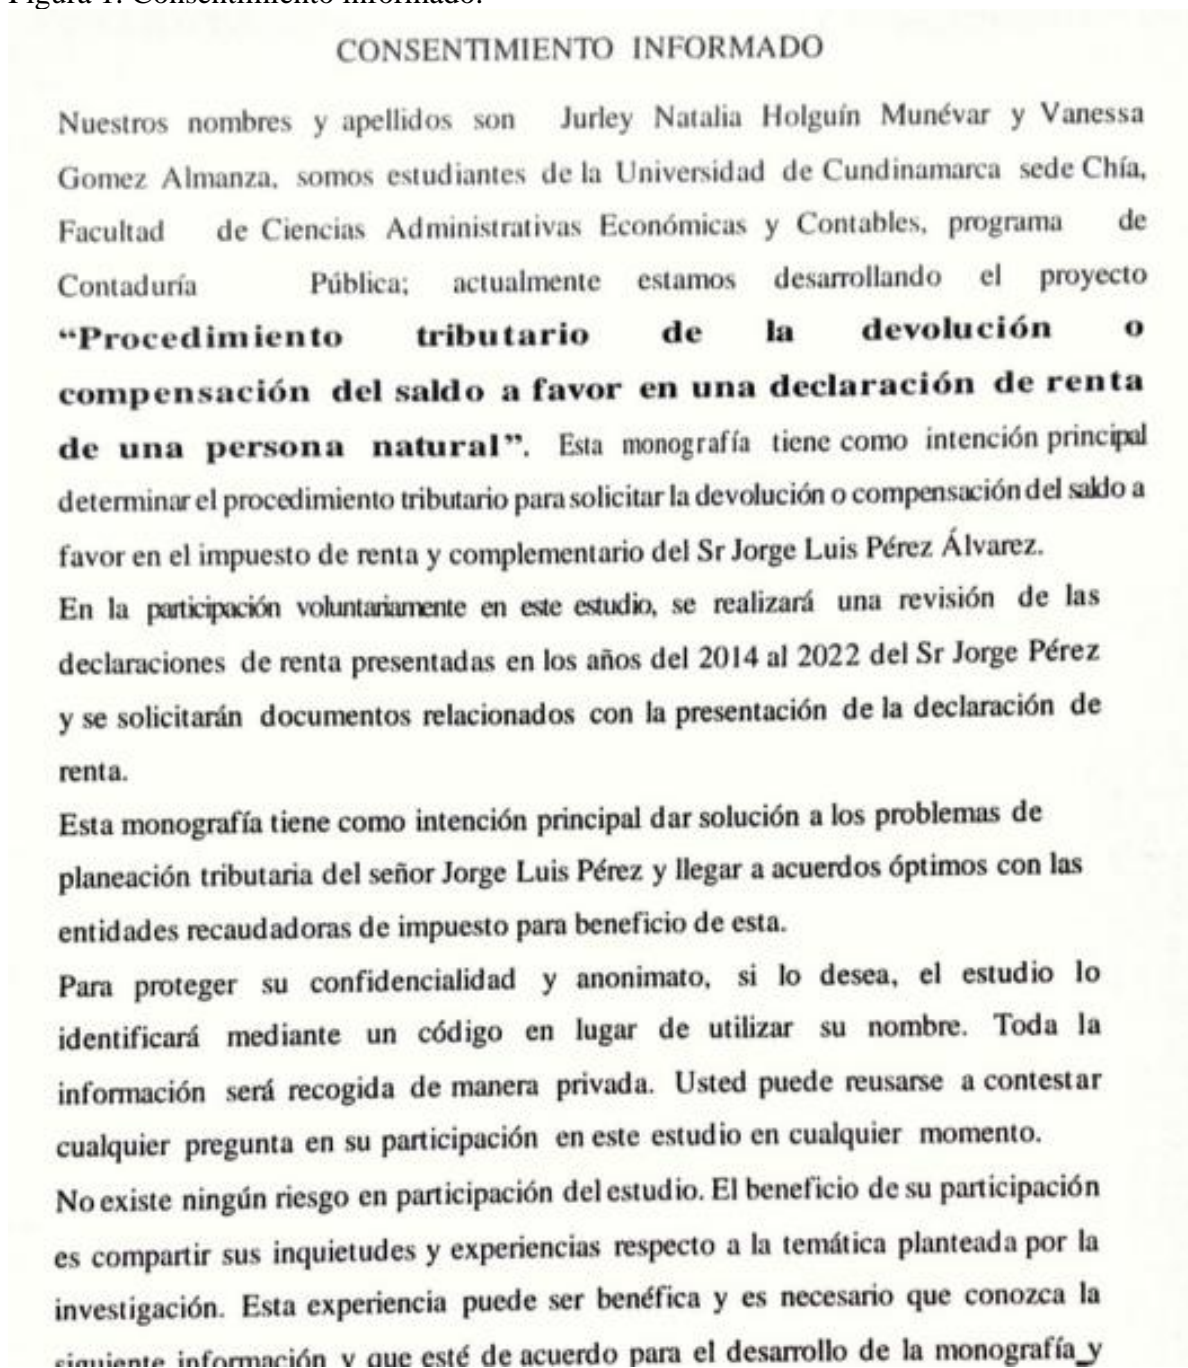 Figura 1. Consentimiento informado.
CONSENTIMIENTO INFORMADO
Nuestros nombres y apellidos son Jurley Natalia Holguín Munévar y Vanessa
Gomez Almanza, somos estudiantes de la Universidad de Cundinamarca sede Chía,
Facultad de Ciencias Administrativas Económicas y Contables, programa de
Contaduría Pública; actualmente estamos desarrollando el proyecto
“Procedimiento tributario de la devolución o
compensación del saldo a favor en una declaración de renta
de una persona natural”. Esta monografía tiene como intención principal
determinar el procedimiento tributario para solicitar la devolución o compensación del saldo a
favor en el impuesto de renta y complementario del Sr Jorge Luis Pérez Álvarez.
En la participación voluntariamente en este estudio, se realizará una revisión de las
declaraciones de renta presentadas en los años del 2014 al 2022 del Sr Jorge Pérez
y se solicitarán documentos relacionados con la presentación de la declaración de
renta.
Esta monografía tiene como intención principal dar solución a los problemas de
planeación tributaria del señor Jorge Luis Pérez y llegar a acuerdos óptimos con las
entidades recaudadoras de impuesto para beneficio de esta.
Para proteger su confidencialidad y anonimato, si lo desea, el estudio lo
identificará mediante un código en lugar de utilizar su nombre. Toda la
información será recogida de manera privada. Usted puede reusarse a contestar
cualquier pregunta en su participación en este estudio en cualquier momento.
No existe ningún riesgo en participación del estudio. El beneficio de su participación
es compartir sus inquietudes y experiencias respecto a la temática planteada por la
investigación. Esta experiencia puede ser benéfica y es necesario que conozca la
siguiente información y que esté de acuerdo para el desarrollo de la monografía y